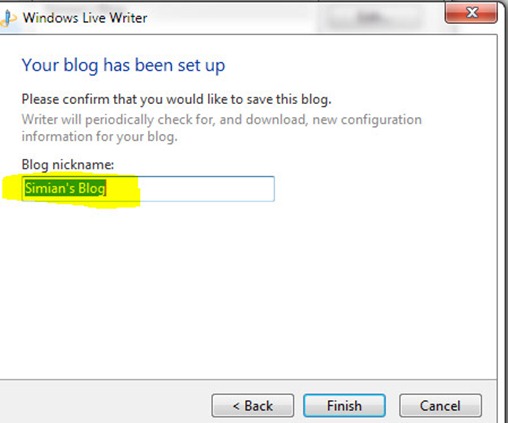 Windows Live Writer
Your blog has been set up
Please confirm that you would like to save this blog.
Writer will periodically check for, and download, new configuration
information for your blog.
Blog nickname:
Simian's Blog
< Back Finish Cancel